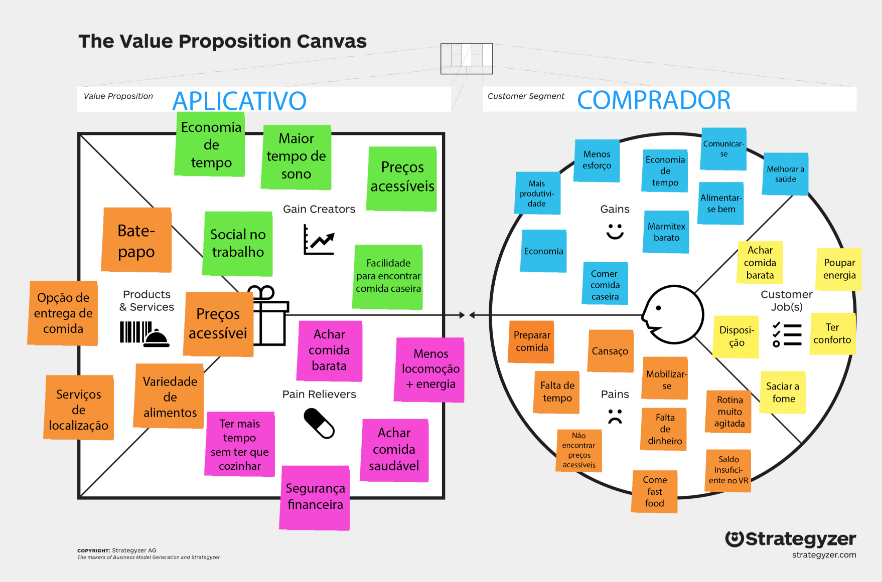 The Value Proposition Canvas
Value Proposition
APLICATIVO
Customer Segment
COMPRADOR
Economia
de
tempo
Maior
tempo de
sono
Preços
acessíveis
Gain Creators
Social no
trabalho
Facilidade
para encontrar
comida caseira
Bate-
papo
Opção de
entrega de
comida
Products
& Services
Preços
acessívei
Serviços
de
localização
Variedade
de
alimentos
Achar
comida
barata
Menos
locomoção
+ energia
Pain Relievers
Ter mais
tempo
sem ter que
cozinhar
Achar
comida
saudável
Segurança
financeira
Menos
esforço
Economia
de
tempo
Comunicar-
se
Melhorar a
saúde
Mais
produtivi-
dade
Gains
Alimentar-
se bem
Marmitex
barato
Economia
Comer
comida
caseira
Achar
comida
barata
Poupar
energia
Customer
Job(s)
Disposi-
ção
Ter
conforto
Saciar a
fome
Preparar
comida
Cansaço
Mobilizar-
se
Falta de
tempo
Pains
Falta
de
dinheiro
Rotina
muito
agitada
Não
encontrar
preços
acessíveis
Saldo
Insufici-
ente no VR
Come
fast
food
COPYRIGHT: Strategyzer AG
The makers of Business Model Generation and Strategyzer
Strategyzer
strategyzer.com